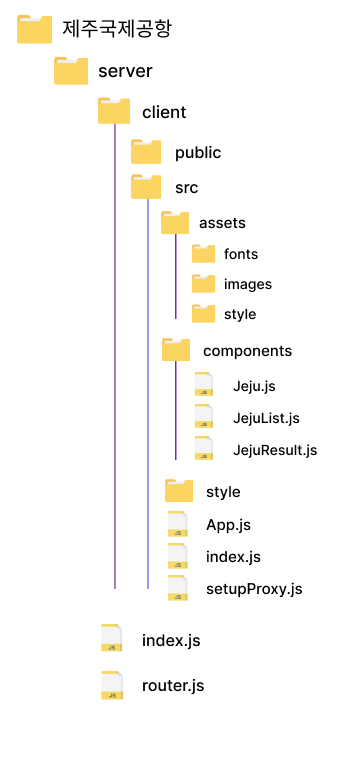 제주국제공항
server
client
public
src
assets
fonts
images
style
components
JS Jeju.js
JS JejuList.js
JS JejuResult.js
style
JS App.js
JS index.js
JS setupProxy.js
JS index.js
JS router.js